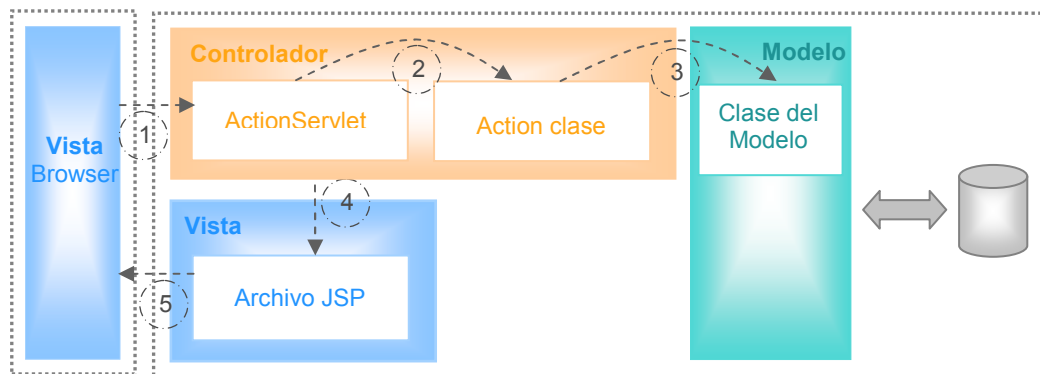 Vista
Browser
1
Controlador
ActionServlet
2
Action clase
3
Modelo
Clase del
Modelo
4
Vista
Archivo JSP
5